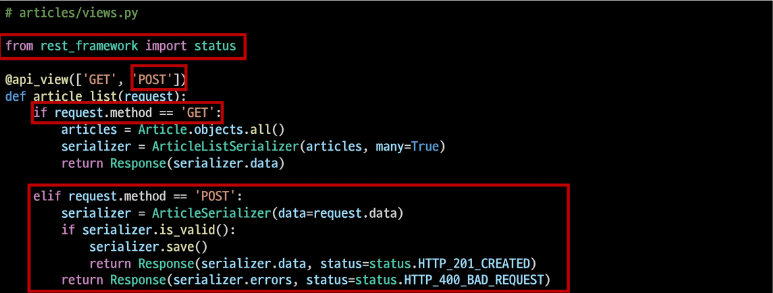 # articles/views.py
from rest_framework import status
@api_view(['GET', 'POST'])
def article_list(request):
    if request.method == 'GET':
        articles = Article.objects.all()
        serializer = ArticleListSerializer(articles, many=True)
        return Response(serializer.data)
    elif request.method == 'POST':
        serializer = ArticleSerializer(data=request.data)
        if serializer.is_valid():
            serializer.save()
            return Response(serializer.data, status=status.HTTP_201_CREATED)
        return Response(serializer.errors, status=status.HTTP_400_BAD_REQUEST)